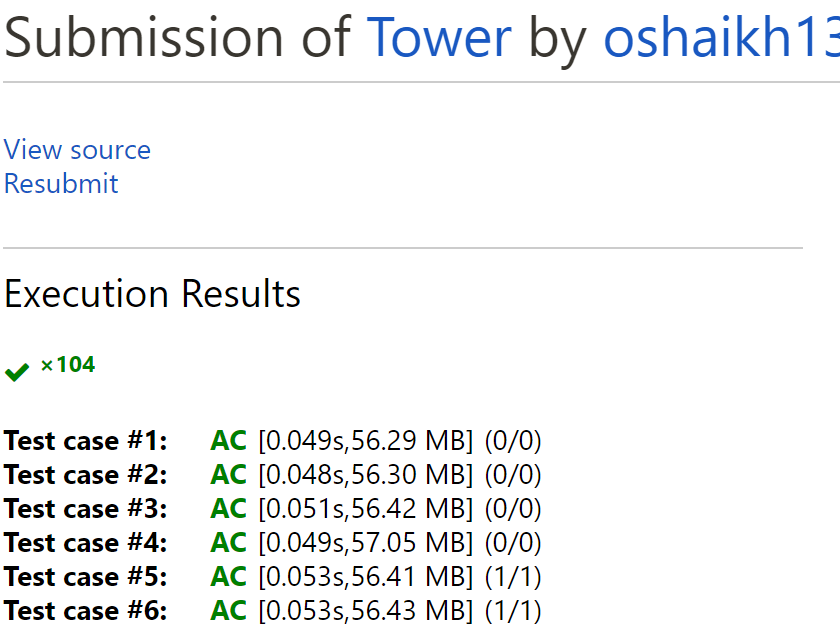 Submission of Tower by oshaikh13
View source
Resubmit
Execution Results
×104
Test case #1: AC [0.049s,56.29 MB] (0/0)
Test case #2: AC [0.048s,56.30 MB] (0/0)
Test case #3: AC [0.051s,56.42 MB] (0/0)
Test case #4: AC [0.049s,57.05 MB] (0/0)
Test case #5: AC [0.053s,56.41 MB] (1/1)
Test case #6: AC [0.053s,56.43 MB] (1/1)